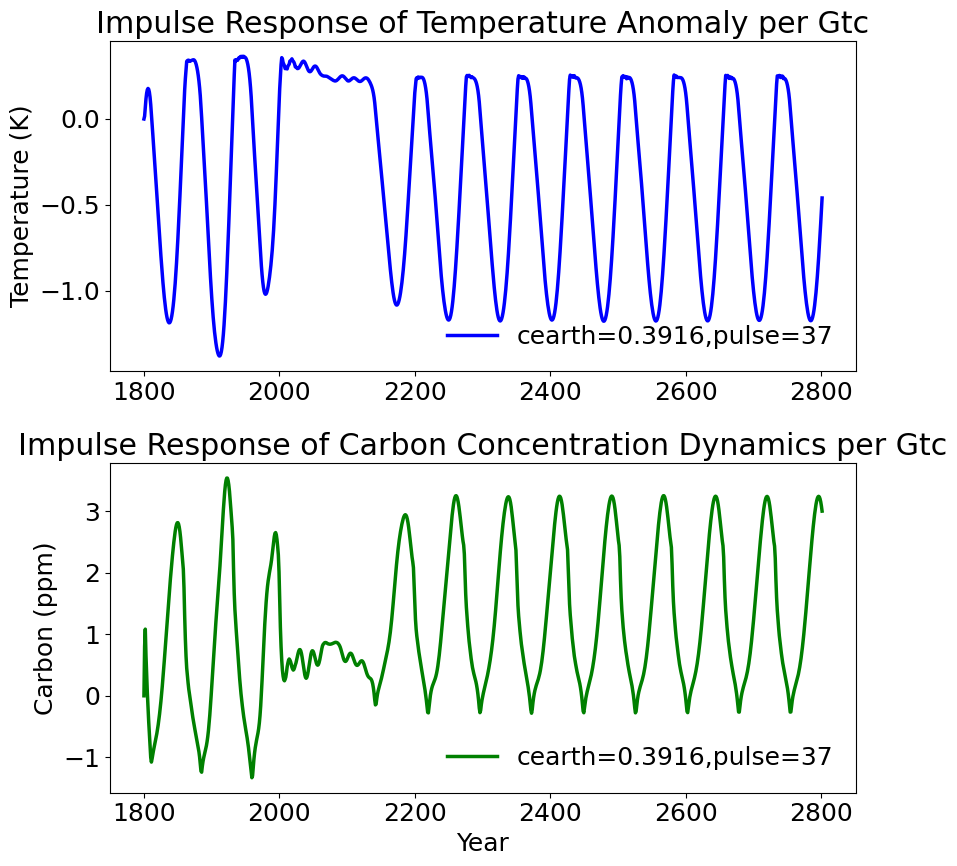 Impulse Response of Temperature Anomaly per Gtc
Temperature (K)
0.0
−0.5
−1.0
cearth=0.3916,pulse=37
1800 2000 2200 2400 2600 2800
Impulse Response of Carbon Concentration Dynamics per Gtc
Carbon (ppm)
3
2
1
0
−1
cearth=0.3916,pulse=37
1800 2000 2200 2400 2600 2800
Year